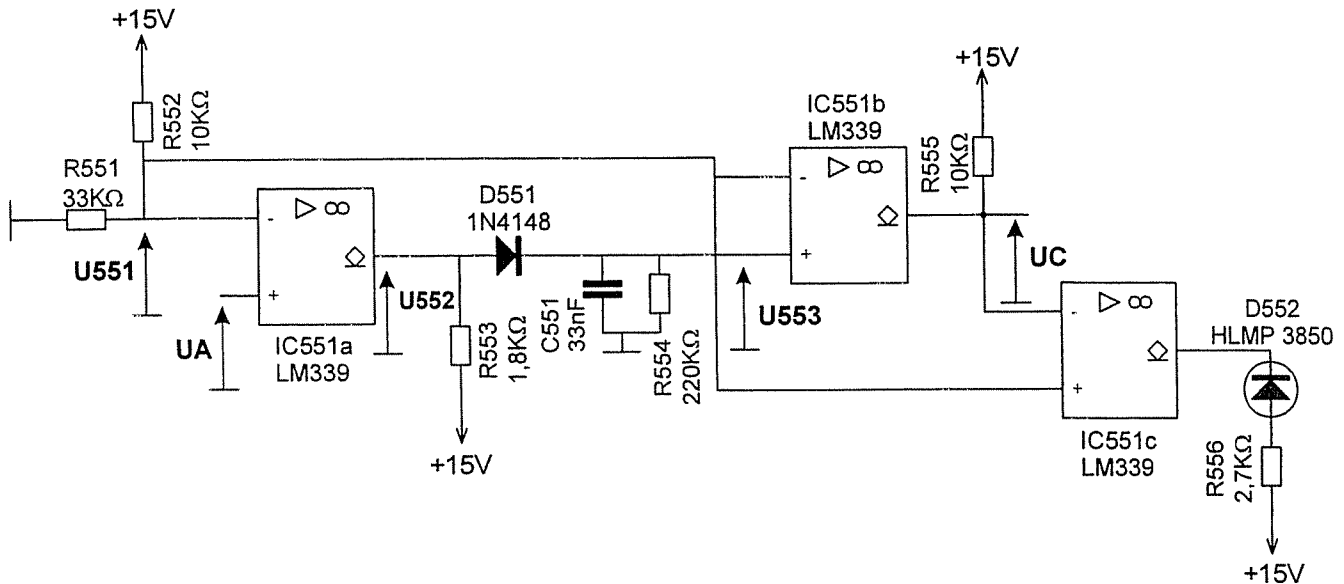 +15V
R552
10KΩ
R551
33KΩ
U551
UA
-
+
▷ ∞
IC551a
LM339
U552
D551
1N4148
R553
1,8KΩ
+15V
C551
33nF
R554
220KΩ
U553
IC551b
LM339
-
+
▷ ∞
R555
10KΩ
+15V
UC
-
+
▷ ∞
IC551c
LM339
D552
HLMP 3850
R556
2,7KΩ
+15V